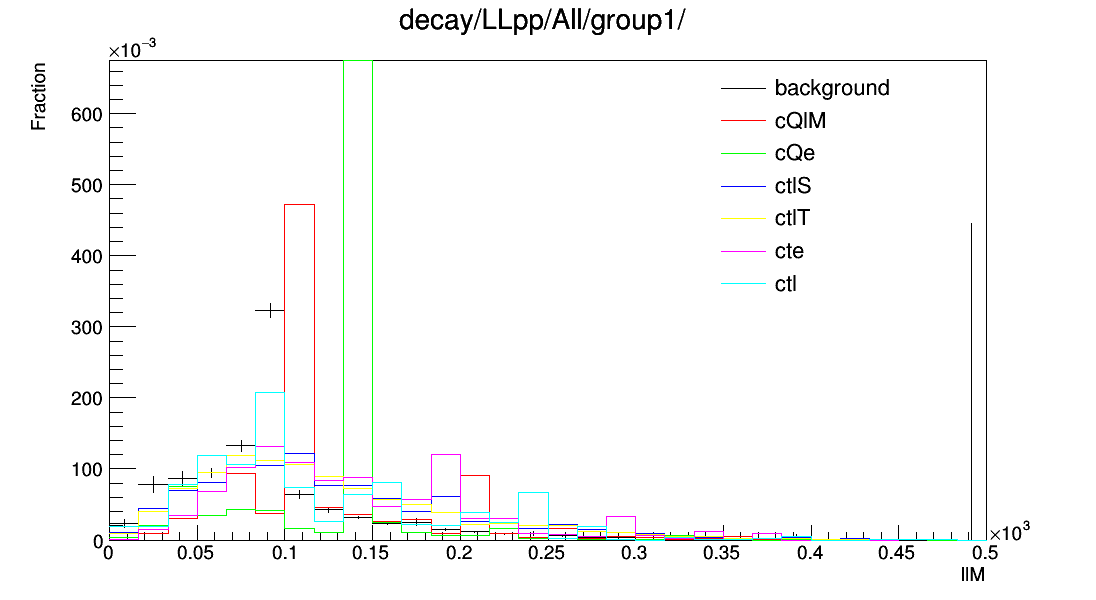 decay/LLpp/All/group1/
×10⁻³
Fraction
600
500
400
300
200
100
0
background
cQlM
cQe
ctlS
ctlT
cte
ctl
0 0.05 0.1 0.15 0.2 0.25 0.3 0.35 0.4 0.45 0.5
×10³
llM